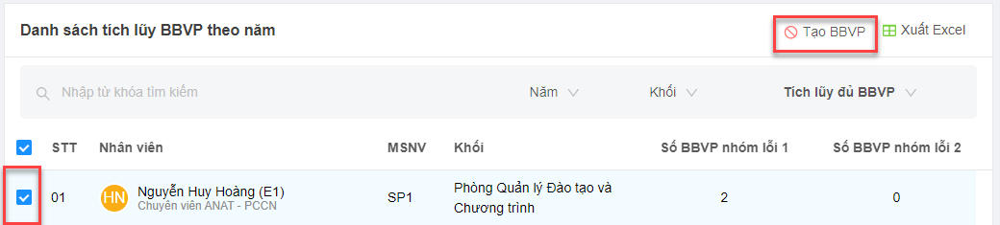 Danh sách tích lũy BBVP theo năm
Tạo BBVP
Xuất Excel
Nhập từ khóa tìm kiếm
Năm
Khối
Tích lũy đủ BBVP
STT
Nhân viên
MSNV
Khối
Số BBVP nhóm lỗi 1
Số BBVP nhóm lỗi 2
01
HN
Nguyễn Huy Hoàng (E1)
Chuyên viên ANAT - PCCN
SP1
Phòng Quản lý Đào tạo và
Chương trình
2
0